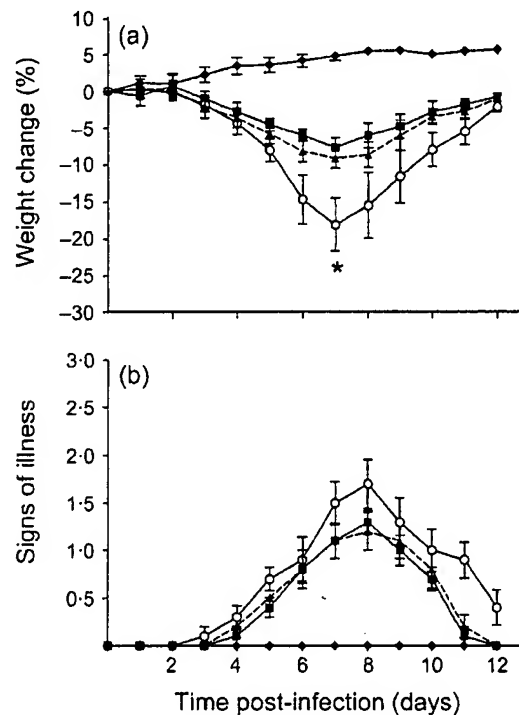 (a)
Weight change (%)
10
5
0
−5
−10
−15
−20
−25
−30
*
(b)
Signs of illness
3·0
2·5
2·0
1·5
1·0
0·5
2 4 6 8 10 12
Time post-infection (days)